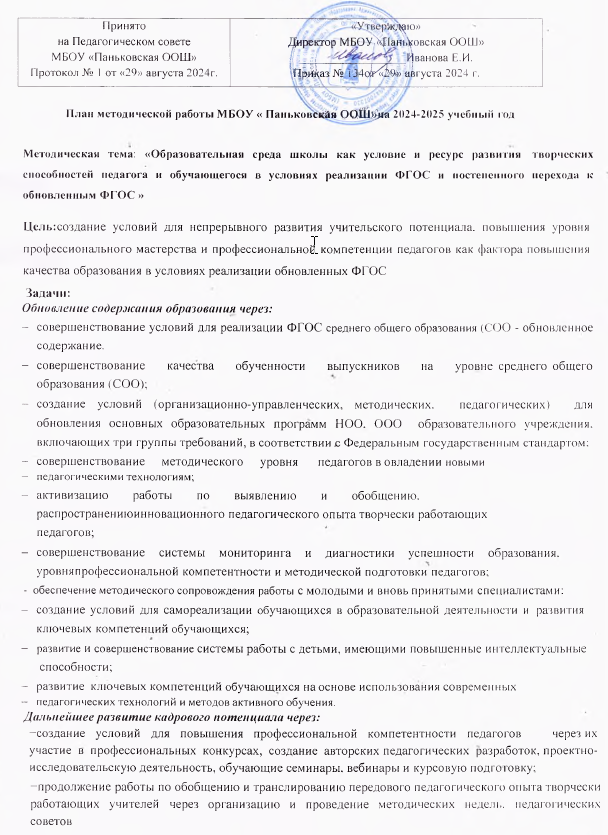 Принято
на Педагогическом совете
МБОУ «Паньковская ООШ»
Протокол № 1 от «29» августа 2024г.
«Утверждаю»
Директор МБОУ «Паньковская ООШ»
Иванова Е.И.
Приказ № 134от «29» августа 2024 г.
План методической работы МБОУ « Паньковская ООШ»на 2024-2025 учебный год
Методическая тема: «Образовательная среда школы как условие и ресурс развития творческих
способностей педагога и обучающегося в условиях реализации ФГОС и постепенного перехода к
обновленным ФГОС »
Цель:создание условий для непрерывного развития учительского потенциала. повышения уровня
профессионального мастерства и профессиональной компетенции педагогов как фактора повышения
качества образования в условиях реализации обновленных ФГОС
Задачи:
Обновление содержания образования через:
– совершенствование условий для реализации ФГОС среднего общего образования (СОО - обновленное
содержание.
– совершенствование качества обученности выпускников на уровне среднего общего
образования (СОО);
– создание условий (организационно-управленческих, методических. педагогических) для
обновления основных образовательных программ НОО. ООО образовательного учреждения.
включающих три группы требований, в соответствии с Федеральным государственным стандартом:
– совершенствование методического уровня педагогов в овладении новыми
– педагогическими технологиям;
– активизацию работы по выявлению и обобщению.
распространениюинновационного педагогического опыта творчески работающих
педагогов;
– совершенствование системы мониторинга и диагностики успешности образования.
уровняпрофессиональной компетентности и методической подготовки педагогов;
- обеспечение методического сопровождения работы с молодыми и вновь принятыми специалистами:
– создание условий для самореализации обучающихся в образовательной деятельности и развития
ключевых компетенций обучающихся;
– развитие и совершенствование системы работы с детьми, имеющими повышенные интеллектуальные
способности;
– развитие ключевых компетенций обучающихся на основе использования современных
– педагогических технологий и методов активного обучения.
Дальнейшее развитие кадрового потенциала через:
–создание условий для повышения профессиональной компетентности педагогов через их
участие в профессиональных конкурсах, создание авторских педагогических разработок, проектно-
исследовательскую деятельность, обучающие семинары, вебинары и курсовую подготовку;
–продолжение работы по обобщению и транслированию передового педагогического опыта творчески
работающих учителей через организацию и проведение методических недель. педагогических
советов